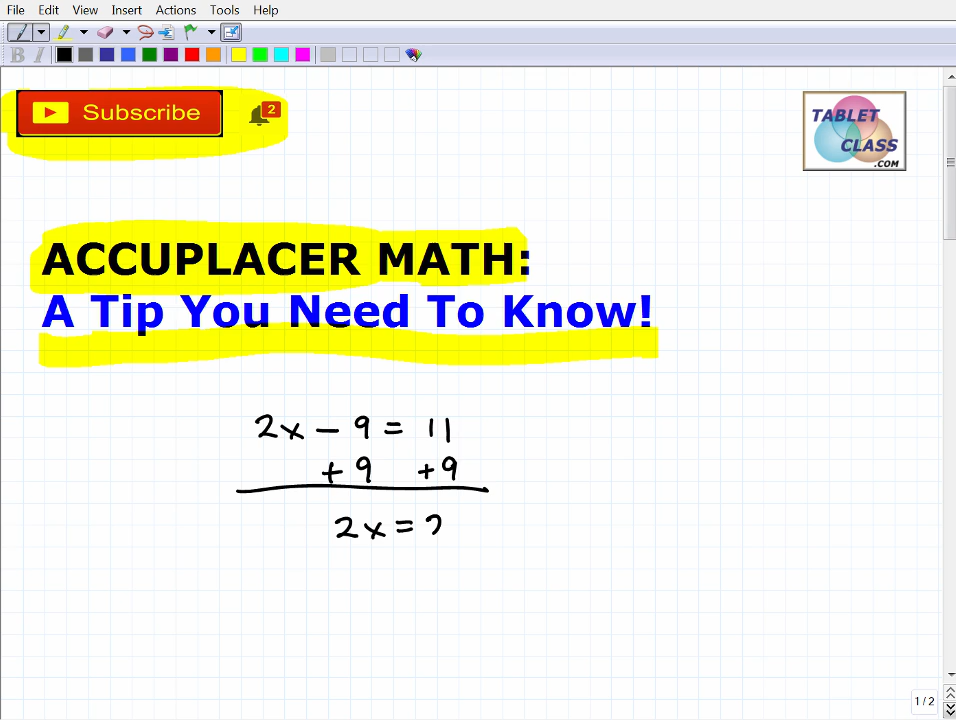 File Edit View Insert Actions Tools Help
B I
Subscribe 2
TABLET
CLASS
.COM
ACCUPLACER MATH:
A Tip You Need To Know!
2x - 9 = 11
+9 +9
2x = 2
1 / 2